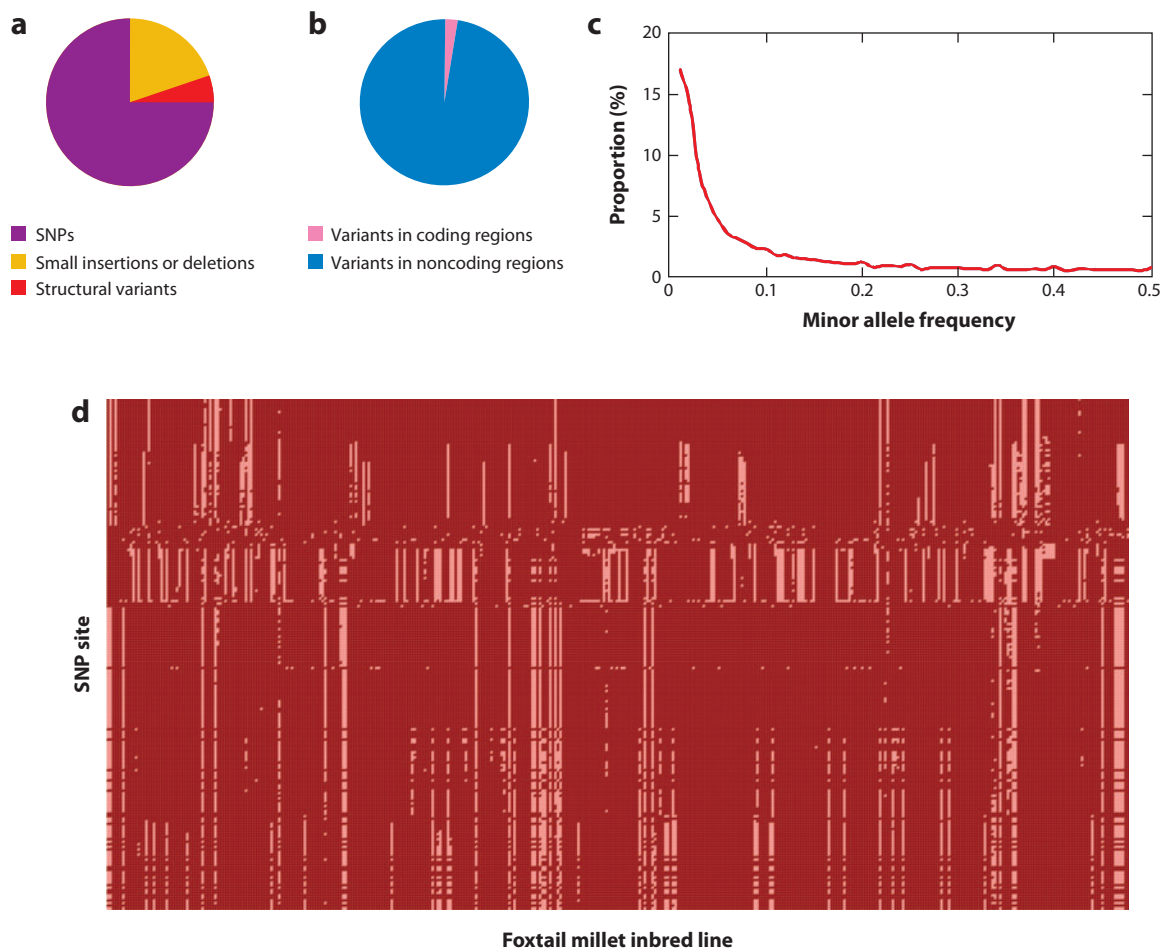 a
SNPs
Small insertions or deletions
Structural variants
b
Variants in coding regions
Variants in noncoding regions
c
Proportion (%)
20
15
10
5
0
0 0.1 0.2 0.3 0.4 0.5
Minor allele frequency
d
SNP site
Foxtail millet inbred line